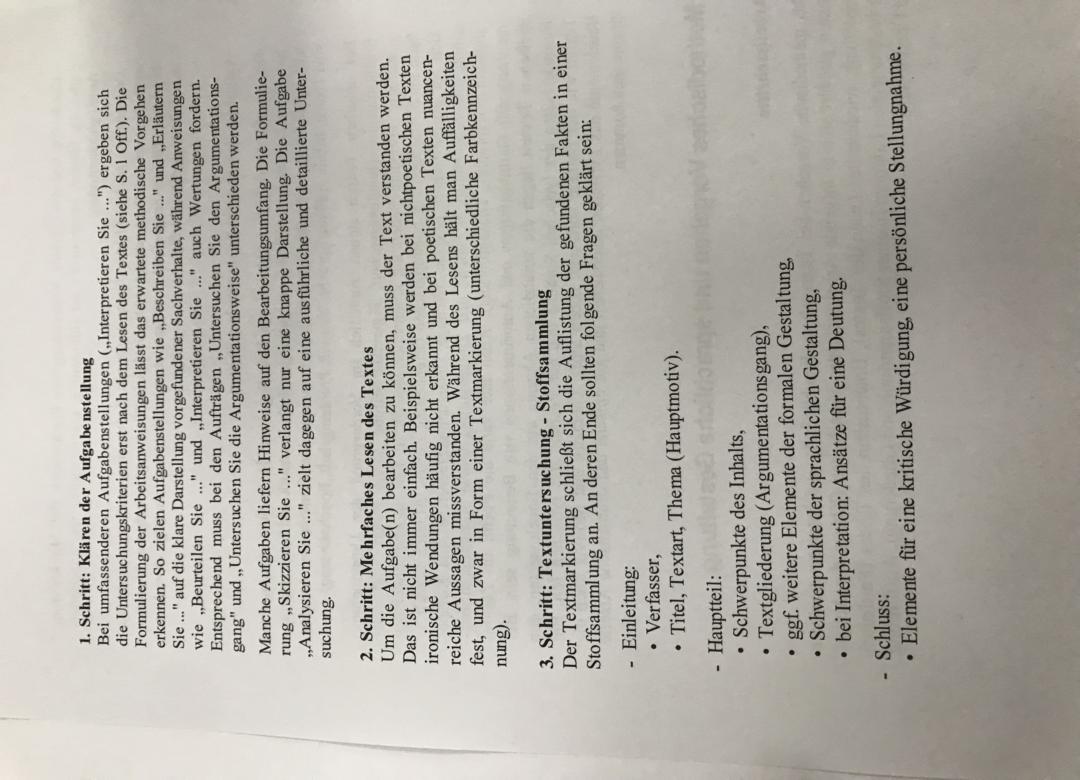 1. Schritt: Klären der Aufgabenstellung
Bei umfassenderen Aufgabenstellungen („Interpretieren Sie ...") ergeben sich
die Untersuchungskriterien erst nach dem Lesen des Textes (siehe S. 1 Off.). Die
Formulierung der Arbeitsanweisungen lässt das erwartete methodische Vorgehen
erkennen. So zielen Aufgabenstellungen wie „Beschreiben Sie ..." und „Erläutern
Sie ..." auf die klare Darstellung vorgefundener Sachverhalte, während Anweisungen
wie „Beurteilen Sie ..." und „Interpretieren Sie ..." auch Wertungen fordern.
Entsprechend muss bei den Aufträgen „Untersuchen Sie den Argumentations-
gang" und „Untersuchen Sie die Argumentationsweise" unterschieden werden.
Manche Aufgaben liefern Hinweise auf den Bearbeitungsumfang. Die Formulie-
rung „Skizzieren Sie ..." verlangt nur eine knappe Darstellung. Die Aufgabe
„Analysieren Sie ..." zielt dagegen auf eine ausführliche und detaillierte Unter-
suchung.
2. Schritt: Mehrfaches Lesen des Textes
Um die Aufgabe(n) bearbeiten zu können, muss der Text verstanden werden.
Das ist nicht immer einfach. Beispielsweise werden bei nichtpoetischen Texten
ironische Wendungen häufig nicht erkannt und bei poetischen Texten nuancen-
reiche Aussagen missverstanden. Während des Lesens hält man Auffälligkeiten
fest, und zwar in Form einer Textmarkierung (unterschiedliche Farbkennzeich-
nung).
3. Schritt: Textuntersuchung - Stoffsammlung
Der Textmarkierung schließt sich die Auflistung der gefundenen Fakten in einer
Stoffsammlung an. An deren Ende sollten folgende Fragen geklärt sein:
- Einleitung:
• Verfasser,
• Titel, Textart, Thema (Hauptmotiv).
- Hauptteil:
• Schwerpunkte des Inhalts,
• Textgliederung (Argumentationsgang),
• ggf. weitere Elemente der formalen Gestaltung,
• Schwerpunkte der sprachlichen Gestaltung,
• bei Interpretation: Ansätze für eine Deutung.
- Schluss:
• Elemente für eine kritische Würdigung, eine persönliche Stellungnahme.